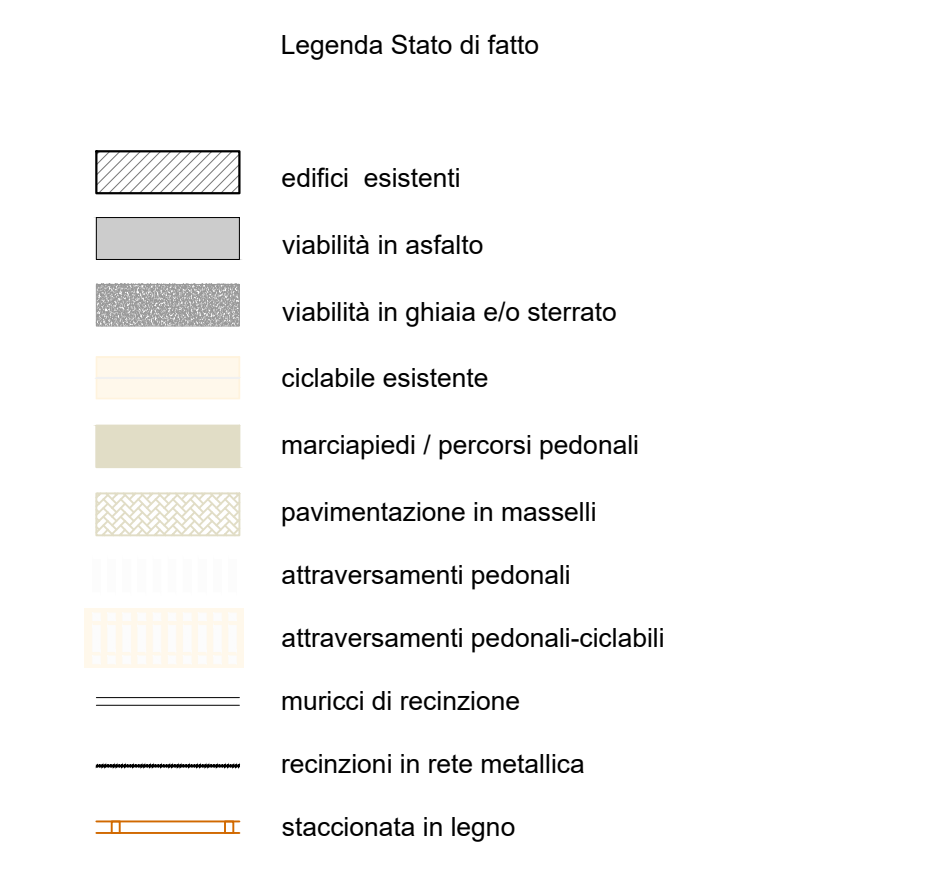 Legenda Stato di fatto
edifici  esistenti
viabilità in asfalto
viabilità in ghiaia e/o sterrato
ciclabile esistente
marciapiedi / percorsi pedonali
pavimentazione in masselli
attraversamenti pedonali
attraversamenti pedonali-ciclabili
muricci di recinzione
recinzioni in rete metallica
staccionata in legno